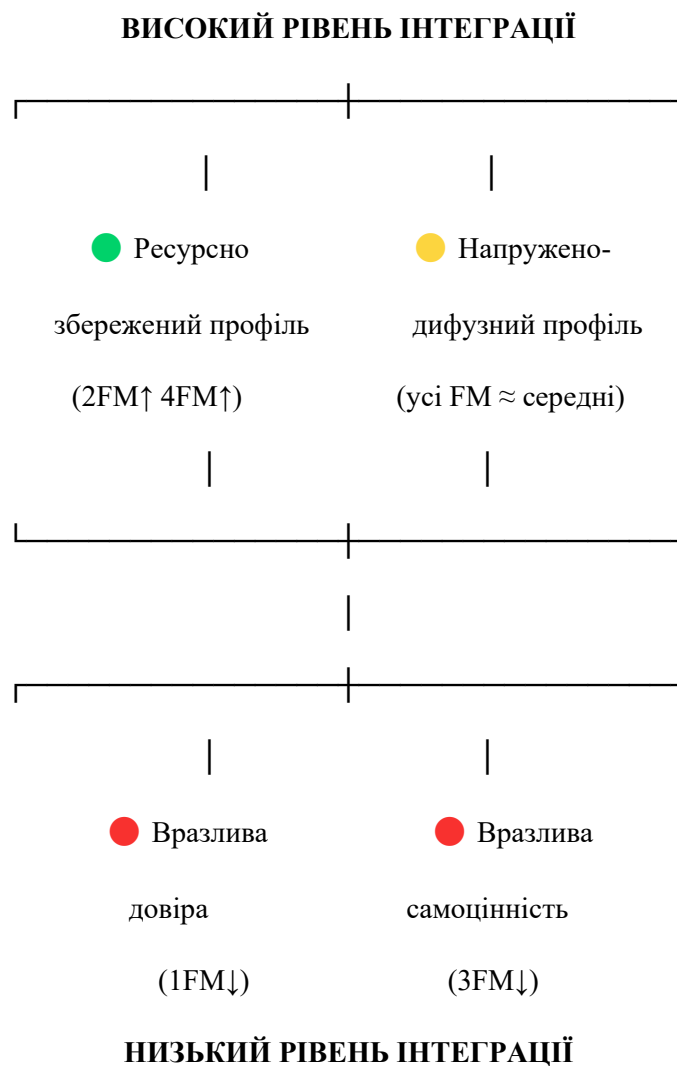 ВИСОКИЙ РІВЕНЬ ІНТЕГРАЦІЇ
Ресурсно Напружено-
збережений профіль дифузний профіль
(2FM↑ 4FM↑) (усі FM ≈ середні)
Вразлива Вразлива
довіра самоцінність
(1FM↓) (3FM↓)
НИЗЬКИЙ РІВЕНЬ ІНТЕГРАЦІЇ